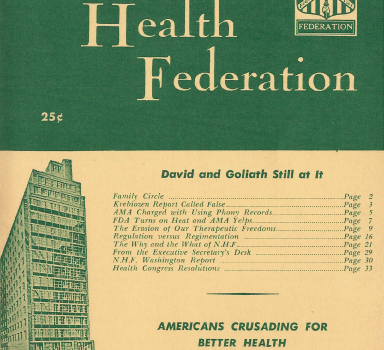 Health
FEDERATION
Federation
25¢
David and Goliath Still at It
Family Circle ........ Page 2
Krebiozen Report Called False ........ Page 3
AMA Charged with Using Phony Records ........ Page 5
FDA Turns on Heat and AMA Yelps ........ Page 7
The Erosion of Our Therapeutic Freedoms ........ Page 9
Regulation versus Regimentation ........ Page 16
The Why and the What of N.H.F. ........ Page 21
From the Executive Secretary's Desk ........ Page 29
N.H.F. Washington Report ........ Page 30
Health Congress Resolutions ........ Page 33
AMERICANS CRUSADING FOR
BETTER HEALTH